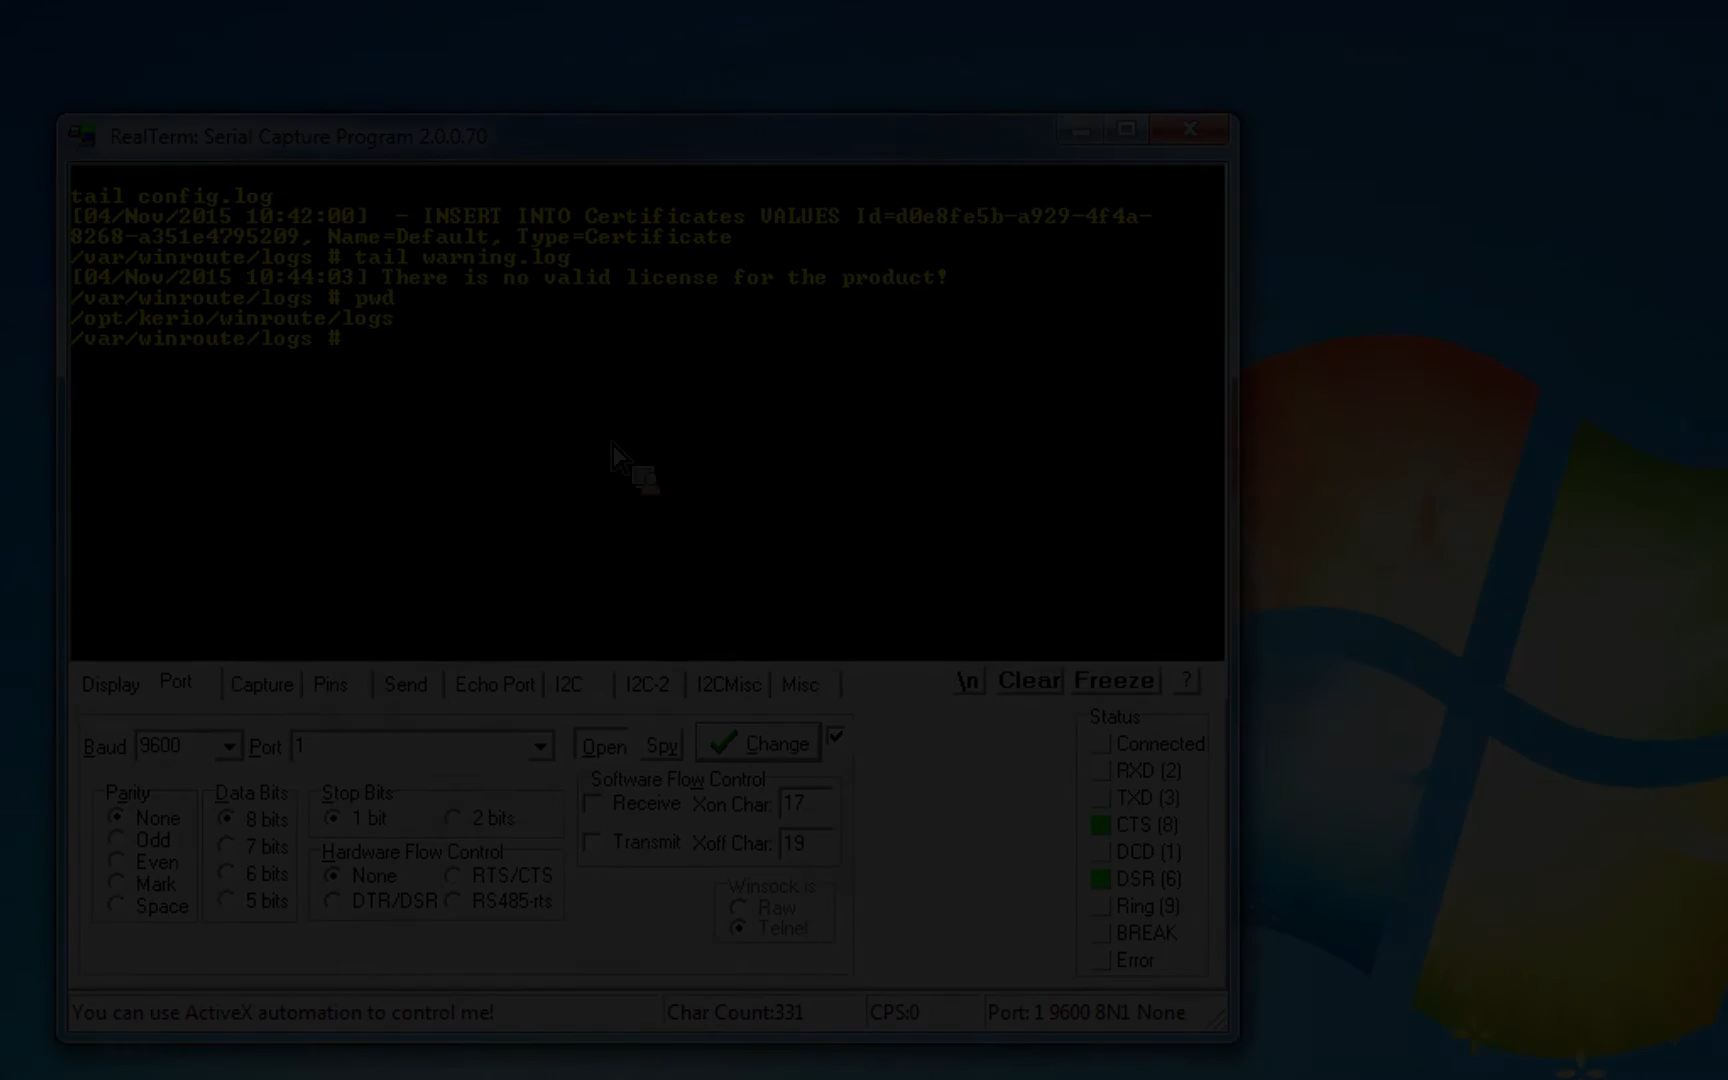 RealTerm: Serial Capture Program 2.0.0.70
tail config.log
[04/Nov/2015 10:42:00]  - INSERT INTO Certificates VALUES Id=d0e8fe5b-a929-4f4a-
8268-a351e4795209, Name=Default, Type=Certificate
/var/winroute/logs # tail warning.log
[04/Nov/2015 10:44:03] There is no valid license for the product!
/var/winroute/logs # pwd
/opt/kerio/winroute/logs
/var/winroute/logs #
Display Port Capture Pins Send Echo Port I2C I2C-2 I2CMisc Misc \n Clear Freeze ?
Baud 9600 Port 1 Open Spy Change
Parity
None
Odd
Even
Mark
Space
Data Bits
8 bits
7 bits
6 bits
5 bits
Stop Bits
1 bit 2 bits
Hardware Flow Control
None RTS/CTS
DTR/DSR RS485-rts
Software Flow Control
Receive Xon Char: 17
Transmit Xoff Char: 19
Winsock is
Raw
Telnet
Status
Connected
RXD (2)
TXD (3)
CTS (8)
DCD (1)
DSR (6)
Ring (9)
BREAK
Error
You can use ActiveX automation to control me! Char Count:331 CPS:0 Port: 1 9600 8N1 None